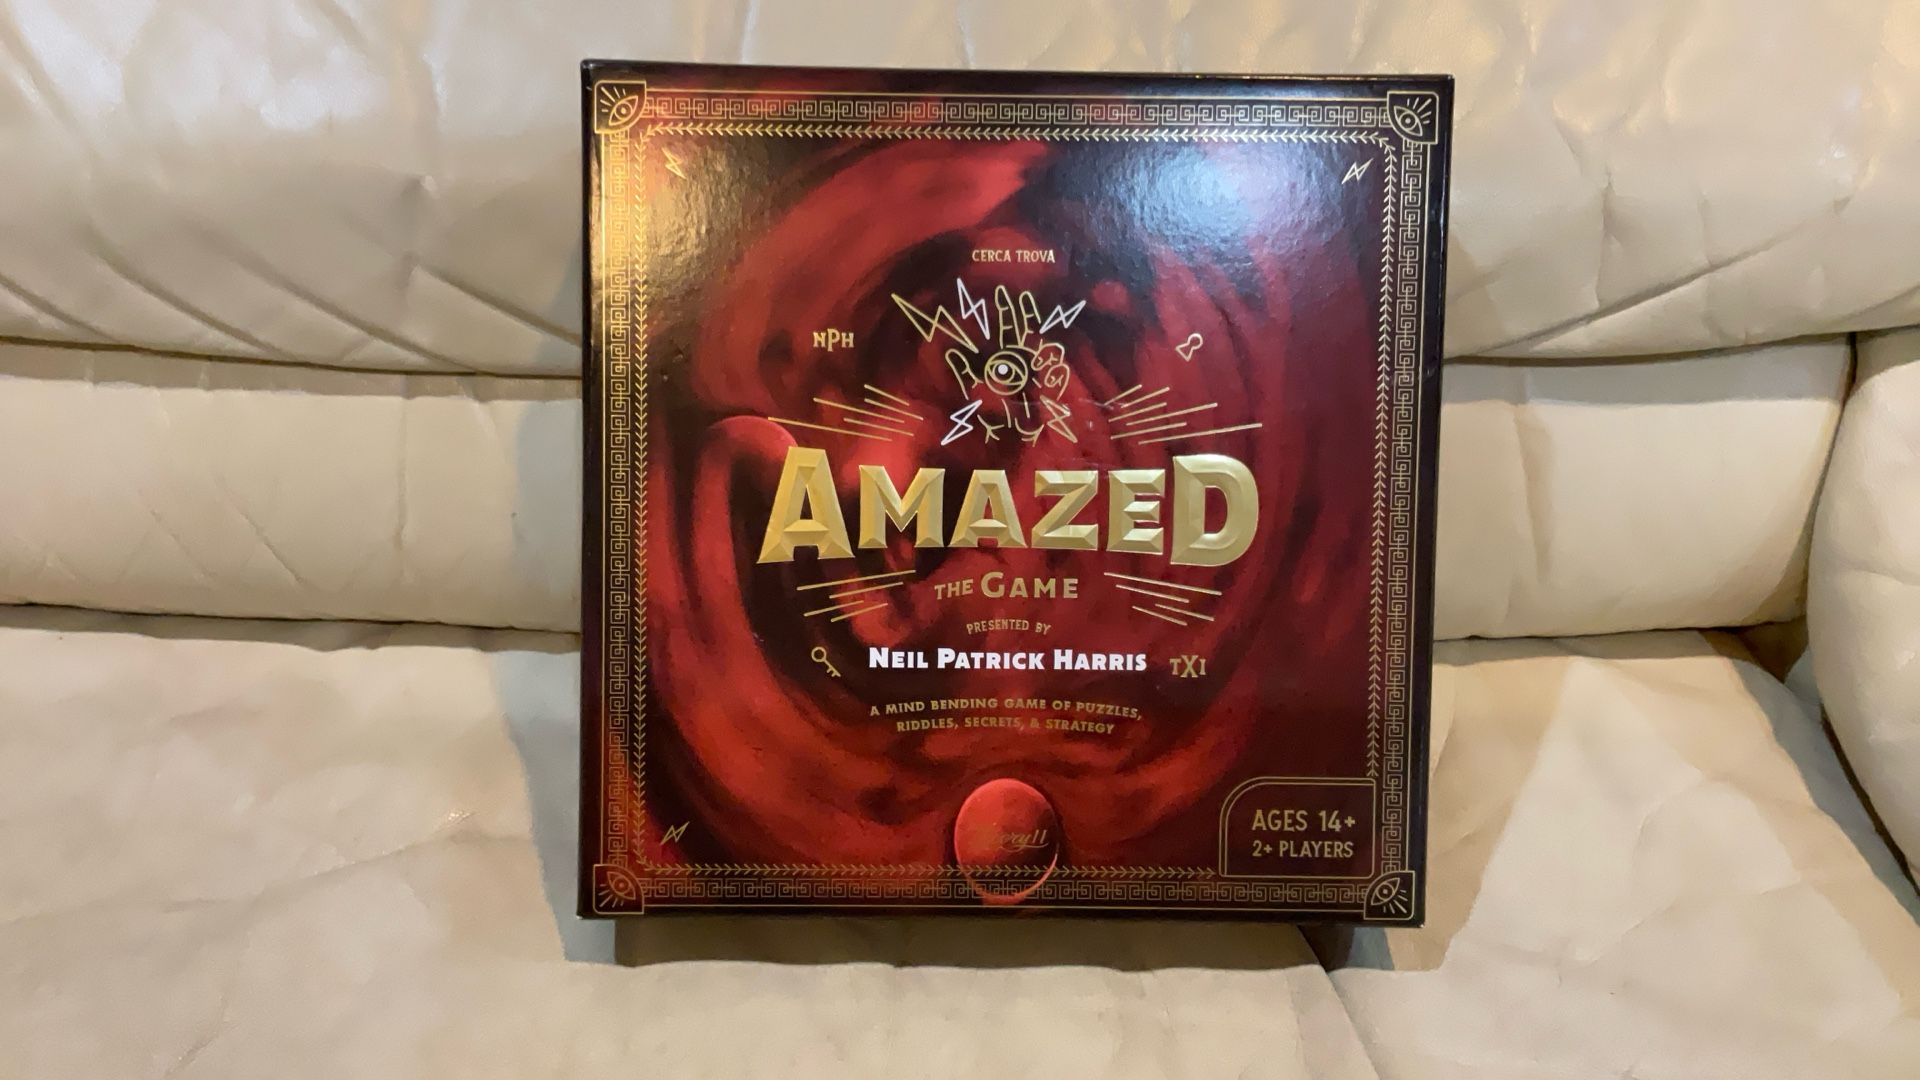 CERCA TROVA
NPH
AMAZED
THE GAME
PRESENTED BY
NEIL PATRICK HARRIS
TXI
A MIND BENDING GAME OF PUZZLES,
RIDDLES, SECRETS, & STRATEGY
theory11
AGES 14+
2+ PLAYERS